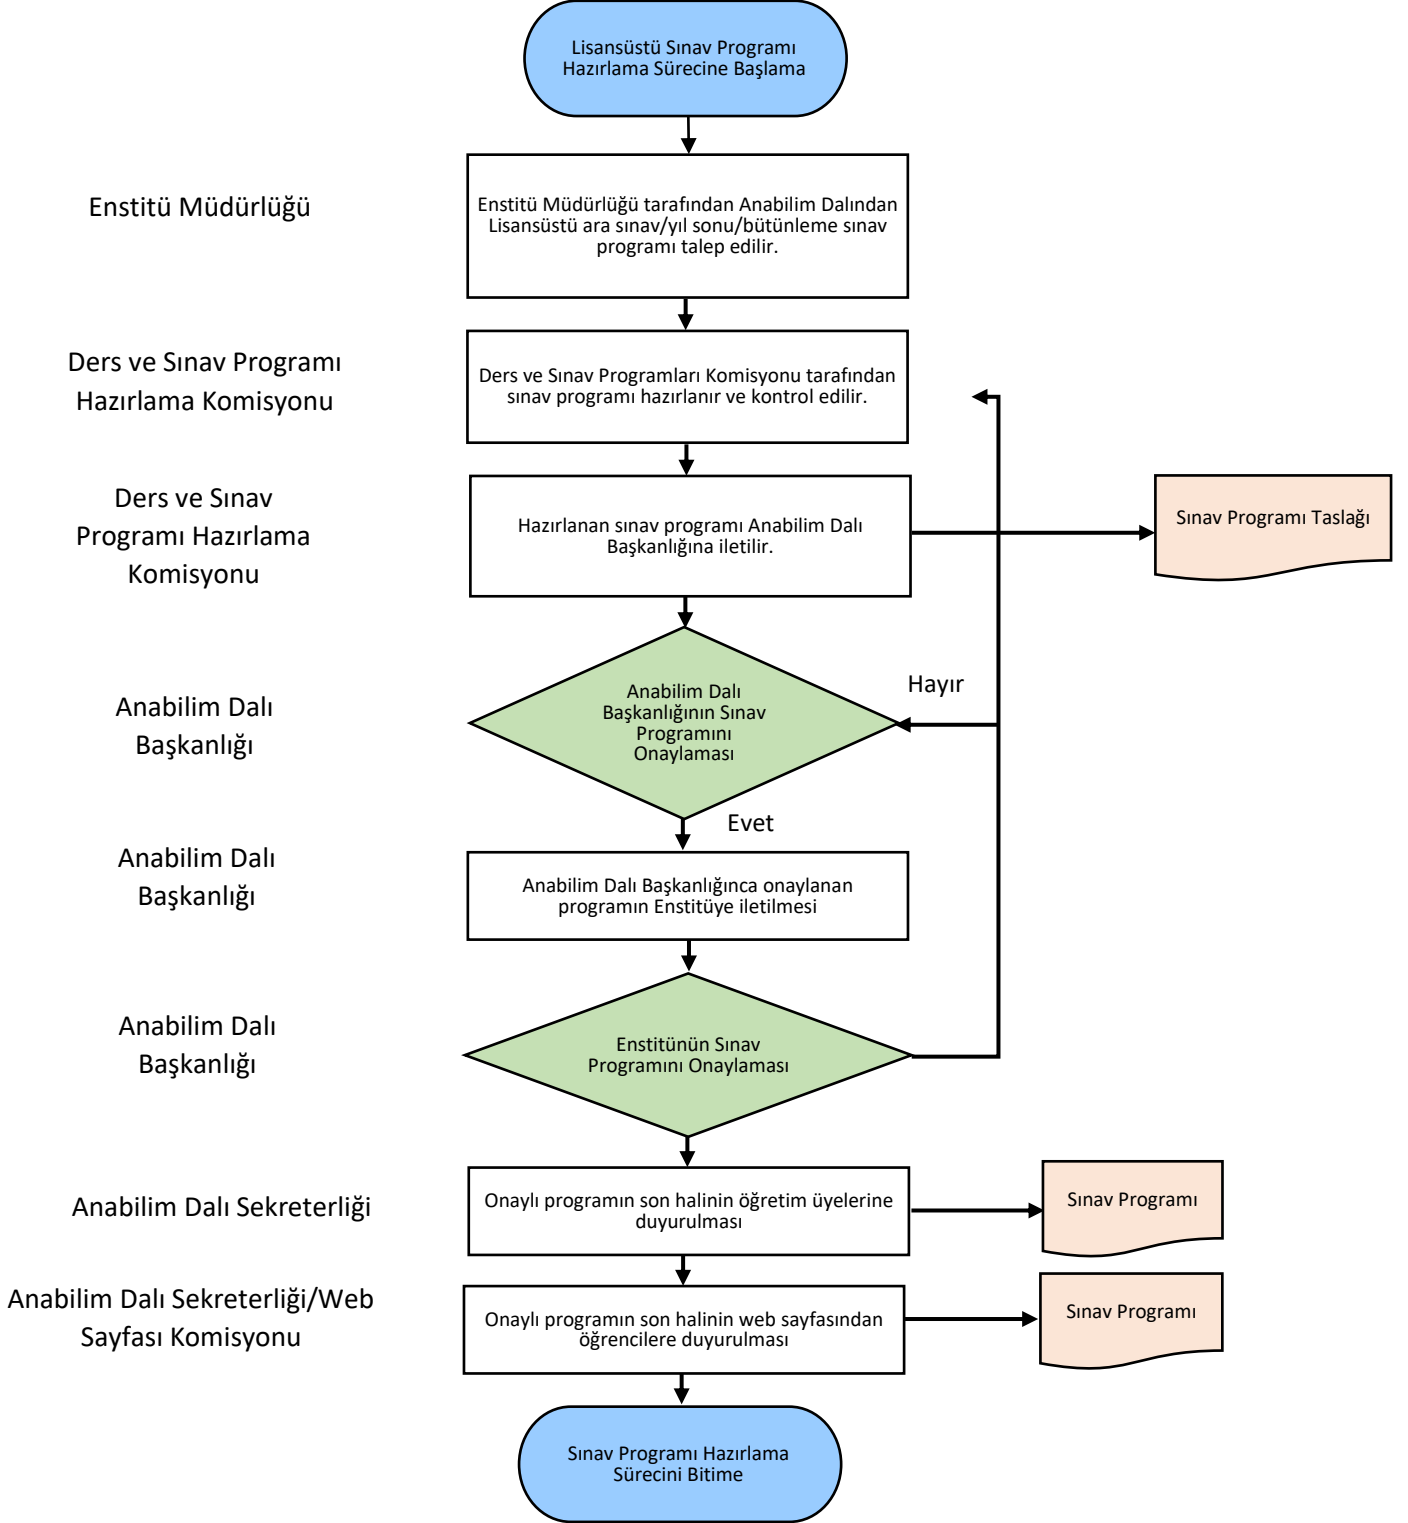 Lisansüstü Sınav Programı
Hazırlama Sürecine Başlama
Enstitü Müdürlüğü
Enstitü Müdürlüğü tarafından Anabilim Dalından
Lisansüstü ara sınav/yıl sonu/bütünleme sınav
programı talep edilir.
Ders ve Sınav Programı
Hazırlama Komisyonu
Ders ve Sınav Programları Komisyonu tarafından
sınav programı hazırlanır ve kontrol edilir.
Ders ve Sınav
Programı Hazırlama
Komisyonu
Hazırlanan sınav programı Anabilim Dalı
Başkanlığına iletilir.
Sınav Programı Taslağı
Anabilim Dalı
Başkanlığı
Anabilim Dalı
Başkanlığının Sınav
Programını
Onaylaması
Hayır
Evet
Anabilim Dalı
Başkanlığı
Anabilim Dalı Başkanlığınca onaylanan
programın Enstitüye iletilmesi
Anabilim Dalı
Başkanlığı
Enstitünün Sınav
Programını Onaylaması
Anabilim Dalı Sekreterliği
Onaylı programın son halinin öğretim üyelerine
duyurulması
Sınav Programı
Anabilim Dalı Sekreterliği/Web
Sayfası Komisyonu
Onaylı programın son halinin web sayfasından
öğrencilere duyurulması
Sınav Programı
Sınav Programı Hazırlama
Sürecini Bitime